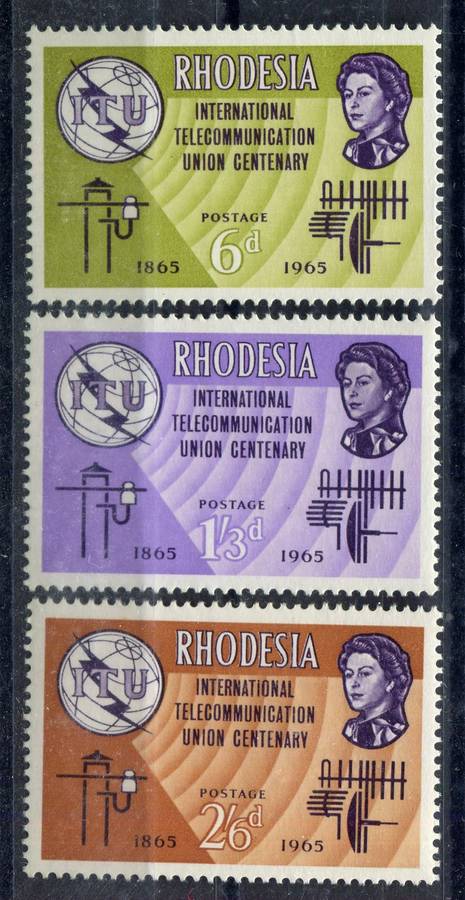 RHODESIA
ITU
INTERNATIONAL
TELECOMMUNICATION
UNION CENTENARY
POSTAGE
1865 6d 1965
RHODESIA
ITU
INTERNATIONAL
TELECOMMUNICATION
UNION CENTENARY
POSTAGE
1865 1/3d 1965
RHODESIA
ITU
INTERNATIONAL
TELECOMMUNICATION
UNION CENTENARY
POSTAGE
1865 2/6d 1965